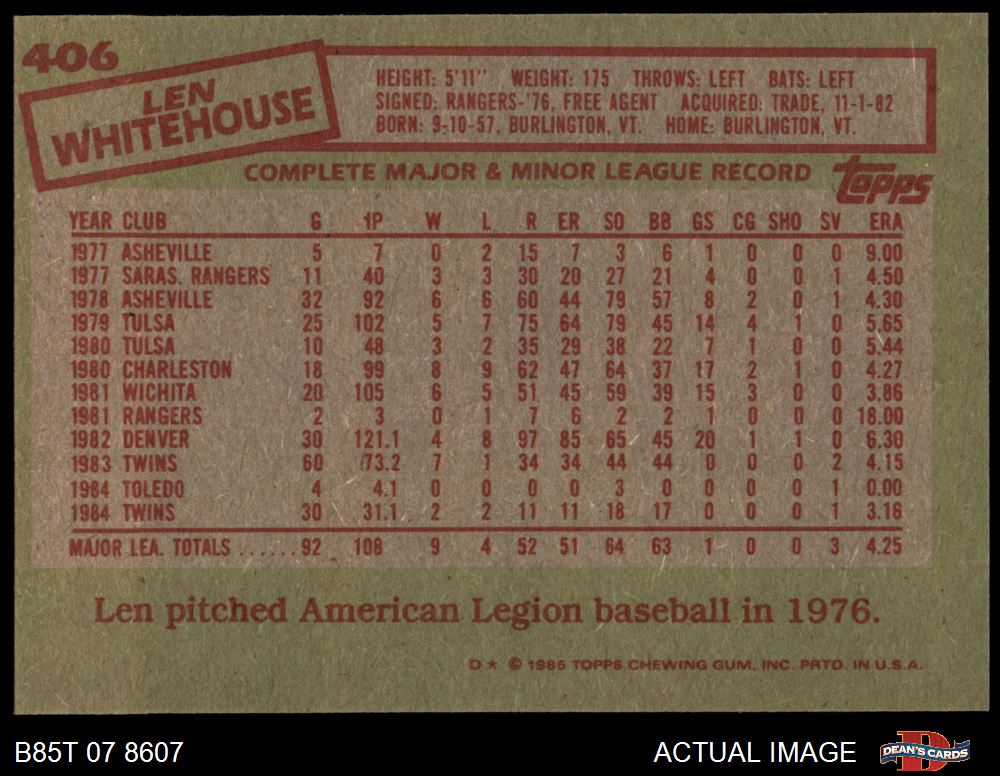 406
LEN
WHITEHOUSE
HEIGHT: 5'11" WEIGHT: 175 THROWS: LEFT BATS: LEFT
SIGNED: RANGERS-'76, FREE AGENT ACQUIRED: TRADE, 11-1-82
BORN: 9-10-57, BURLINGTON, VT. HOME: BURLINGTON, VT.
COMPLETE MAJOR & MINOR LEAGUE RECORD
topps
YEAR CLUB G IP W L R ER SO BB GS CG SHO SV ERA
1977 ASHEVILLE 5 7 0 2 15 7 3 6 1 0 0 0 9.00
1977 SARAS. RANGERS 11 40 3 3 30 20 27 21 4 0 0 1 4.50
1978 ASHEVILLE 32 92 6 6 60 44 79 57 8 2 0 1 4.30
1979 TULSA 25 102 5 7 75 64 79 45 14 4 1 0 5.65
1980 TULSA 10 48 3 2 35 29 38 22 7 1 0 0 5.44
1980 CHARLESTON 18 99 8 9 62 47 64 37 17 2 1 0 4.27
1981 WICHITA 20 105 6 5 51 45 59 39 15 3 0 0 3.86
1981 RANGERS 2 3 0 1 7 6 2 2 1 0 0 0 18.00
1982 DENVER 30 121.1 4 8 97 85 65 45 20 1 1 0 6.30
1983 TWINS 60 73.2 7 1 34 34 44 44 0 0 0 2 4.15
1984 TOLEDO 4 4.1 0 0 0 0 3 0 0 0 0 1 0.00
1984 TWINS 30 31.1 2 2 11 11 18 17 0 0 0 1 3.16
MAJOR LEA. TOTALS ...... 92 108 9 4 52 51 64 63 1 0 0 3 4.25
Len pitched American Legion baseball in 1976.
D * © 1985 TOPPS CHEWING GUM, INC. PRTD. IN U.S.A.
B85T 07 8607 ACTUAL IMAGE DEAN'S CARDS